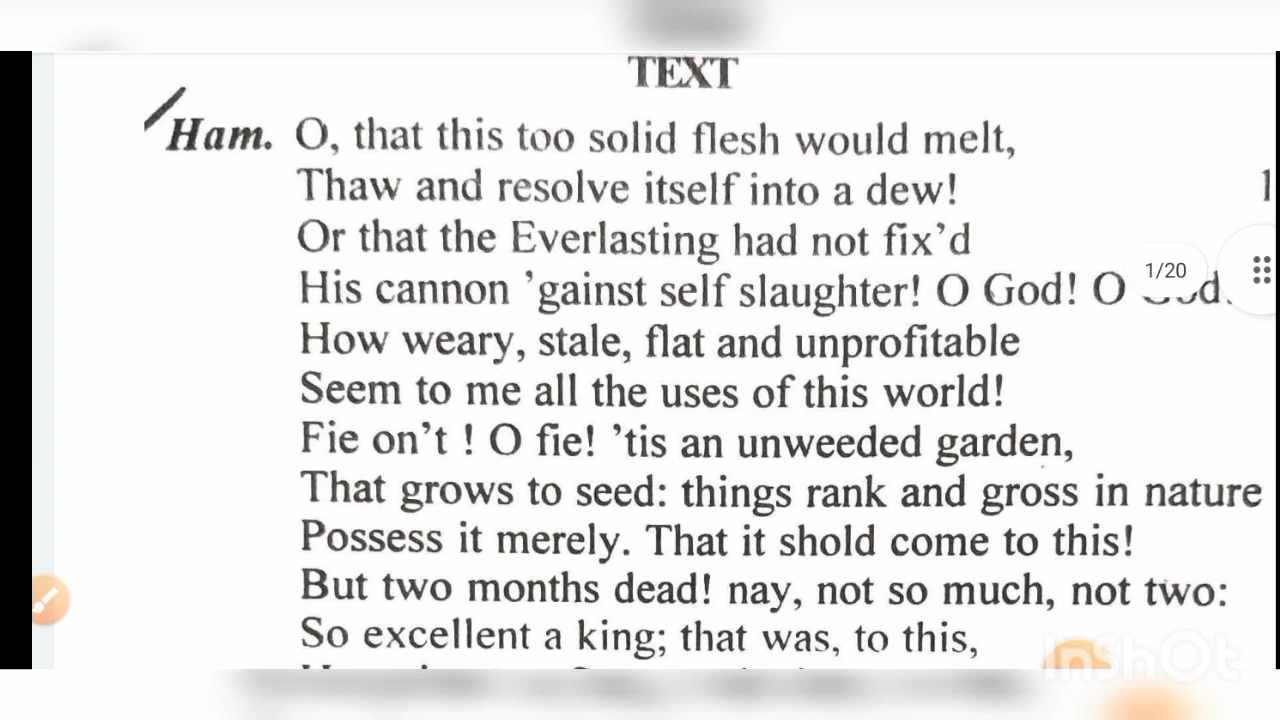 TEXT
Ham. O, that this too solid flesh would melt,
Thaw and resolve itself into a dew!
1
Or that the Everlasting had not fix'd
1/20
His cannon 'gainst self slaughter! O God! O
How weary, stale, flat and unprofitable
Seem to me all the uses of this world!
Fie on't ! O fie! 'tis an unweeded garden,
That grows to seed: things rank and gross in nature
Possess it merely. That it shold come to this!
But two months dead! nay, not so much, not two:
So excellent a king; that was, to this,
InShOt